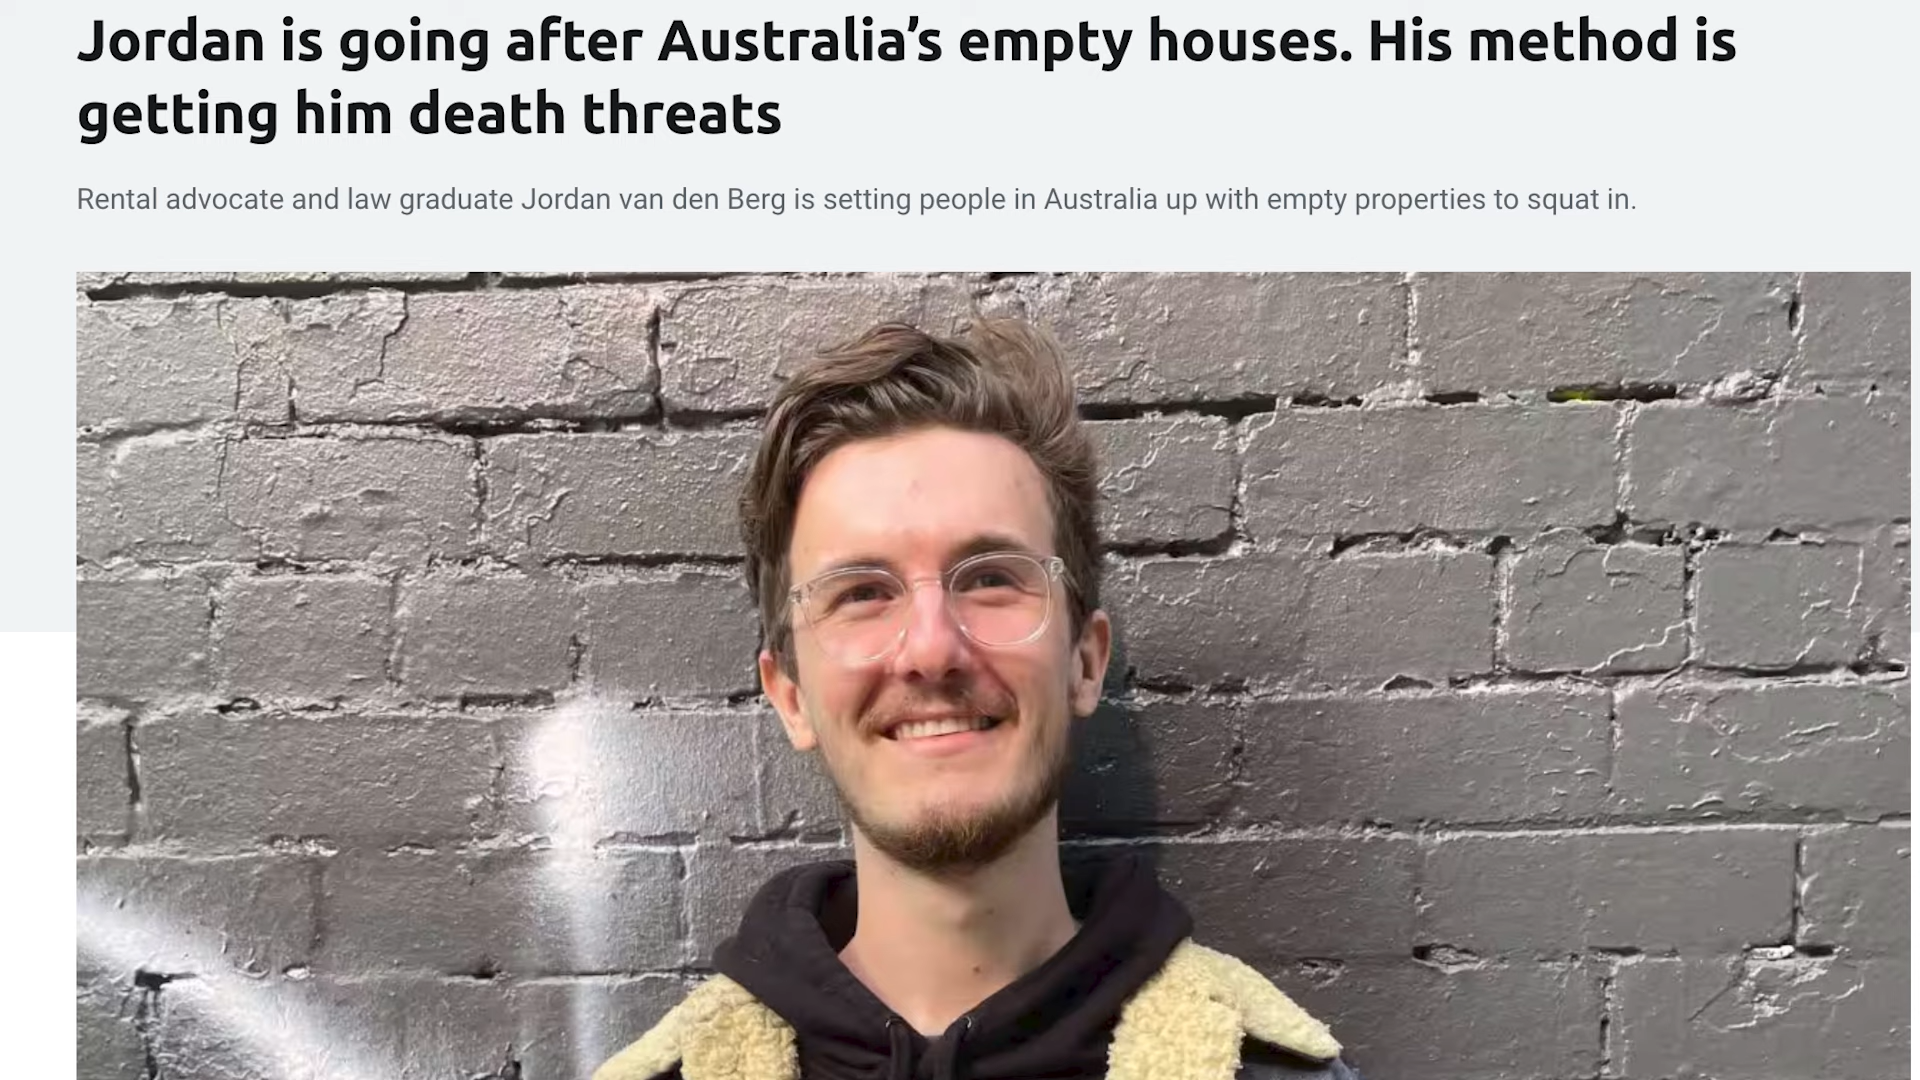 Jordan is going after Australia’s empty houses. His method is
getting him death threats
Rental advocate and law graduate Jordan van den Berg is setting people in Australia up with empty properties to squat in.